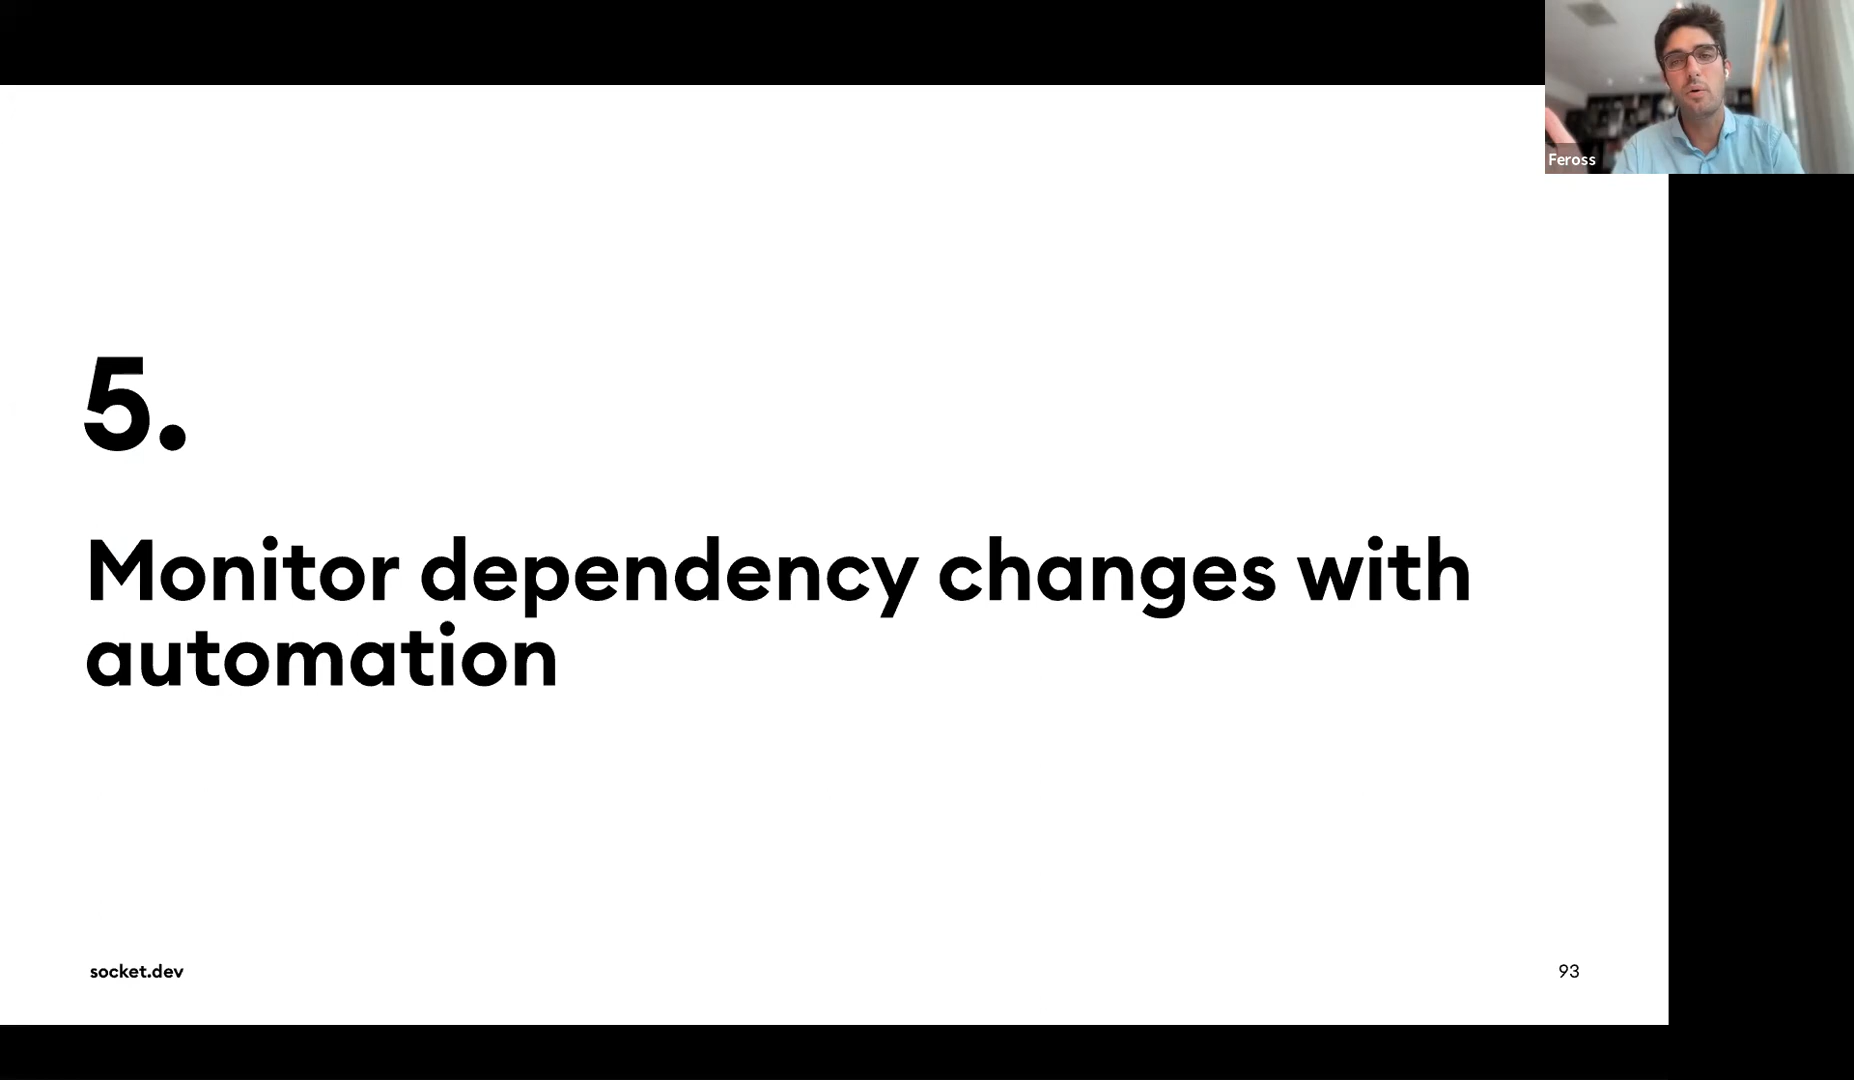 Feross
5.
Monitor dependency changes with
automation
socket.dev
93